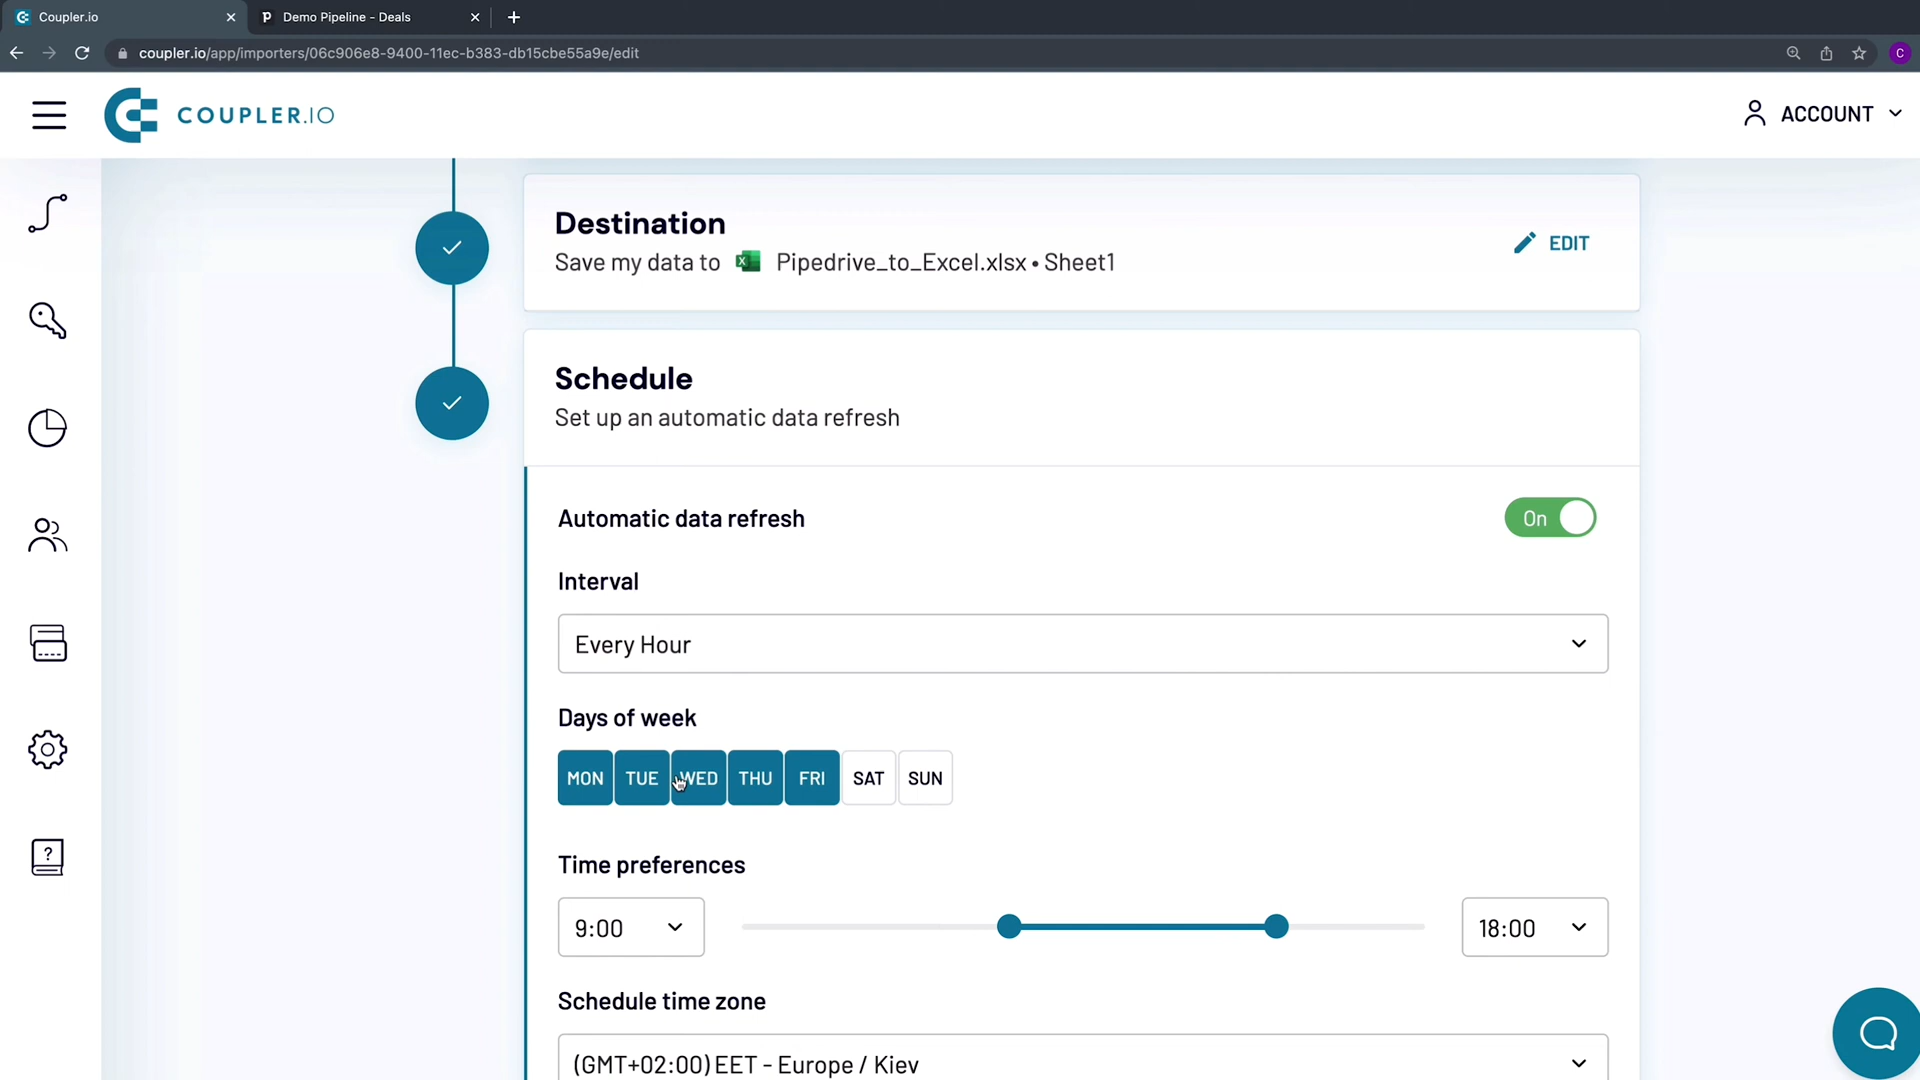 Coupler.io
Demo Pipeline - Deals
coupler.io/app/importers/06c906e8-9400-11ec-b383-db15cbe55a9e/edit
C
COUPLER.IO
ACCOUNT
Destination
Save my data to Pipedrive_to_Excel.xlsx • Sheet1
EDIT
Schedule
Set up an automatic data refresh
Automatic data refresh
On
Interval
Every Hour
Days of week
MON TUE WED THU FRI SAT SUN
Time preferences
9:00
18:00
Schedule time zone
(GMT+02:00) EET - Europe / Kiev